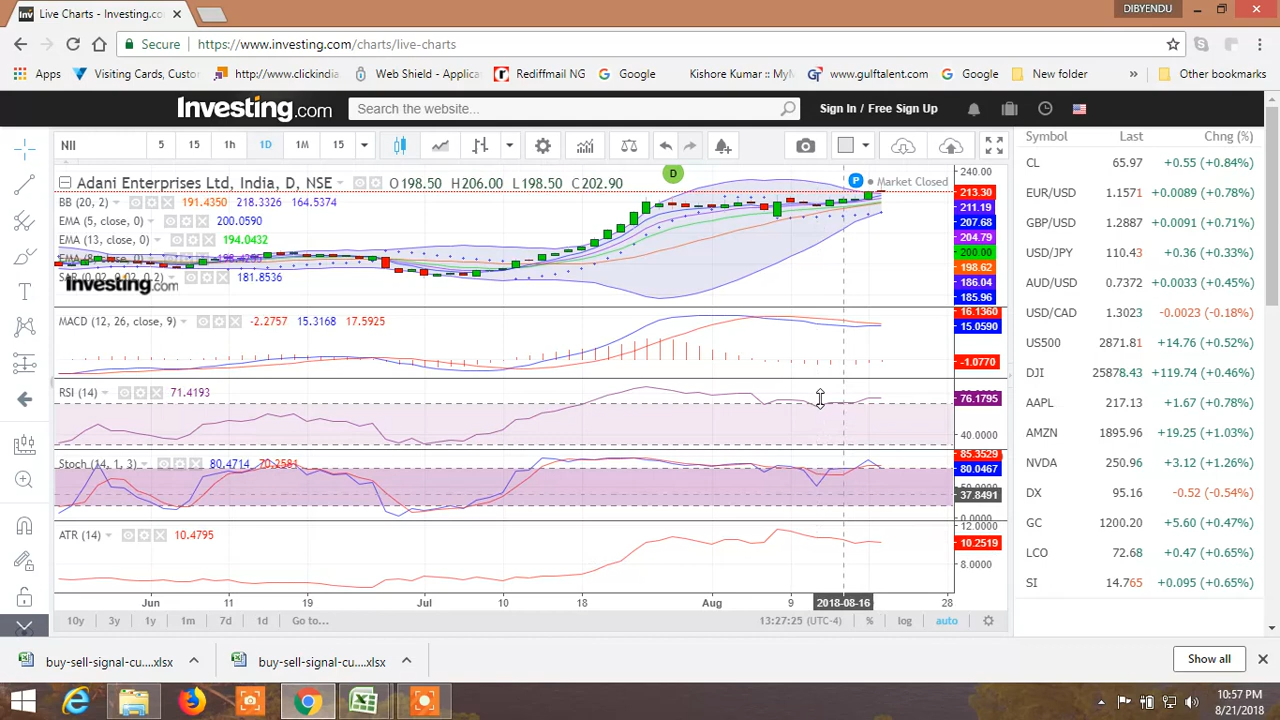 Live Charts - Investing.co
DIBYENDU
Secure https://www.investing.com/charts/live-charts
Apps Visiting Cards, Custor http://www.clickindia Web Shield - Applica Rediffmail NG Google Kishore Kumar :: My www.gulftalent.com Google New folder » Other bookmarks
Investing.com Search the website... Sign In / Free Sign Up
NII 5 15 1h 1D 1M 15
Adani Enterprises Ltd, India, D, NSE O198.50 H206.00 L198.50 C202.90
D
P Market Closed
BB (20, 2) 191.4350 218.3326 164.5374
EMA (5, close, 0) 200.0591
EMA (13, close, 0) 194.0432
181.8536
Investing.com
240.00
213.30
211.19
207.68
204.79
200.00
198.62
186.04
185.96
MACD (12, 26, close, 9) -2.2757 15.3168 17.5925
16.1360
15.0590
-1.0770
RSI (14) 71.4193
76.1795
40.0000
Stoch (14, 1, 3) 80.4714 70.2581
85.3529
80.0467
37.8491
0.0000
ATR (14) 10.4795
12.0000
10.2519
8.0000
Jun 11 19 Jul 10 18 Aug 9 2018-08-16 28
10y 3y 1y 1m 7d 1d Go to... 13:27:25 (UTC-4) % log auto
Symbol Last Chng (%)
CL 65.97 +0.55 (+0.84%)
EUR/USD 1.1571 +0.0089 (+0.78%)
GBP/USD 1.2887 +0.0091 (+0.71%)
USD/JPY 110.43 +0.36 (+0.33%)
AUD/USD 0.7372 +0.0033 (+0.45%)
USD/CAD 1.3023 -0.0023 (-0.18%)
US500 2871.81 +14.76 (+0.52%)
DJI 25878.43 +119.74 (+0.46%)
AAPL 217.13 +1.67 (+0.78%)
AMZN 1895.96 +19.25 (+1.03%)
NVDA 250.96 +3.12 (+1.26%)
DX 95.16 -0.52 (-0.54%)
GC 1200.20 +5.60 (+0.47%)
LCO 72.68 +0.47 (+0.65%)
SI 14.765 +0.095 (+0.65%)
buy-sell-signal-cu....xlsx buy-sell-signal-cu....xlsx Show all
10:57 PM
8/21/2018